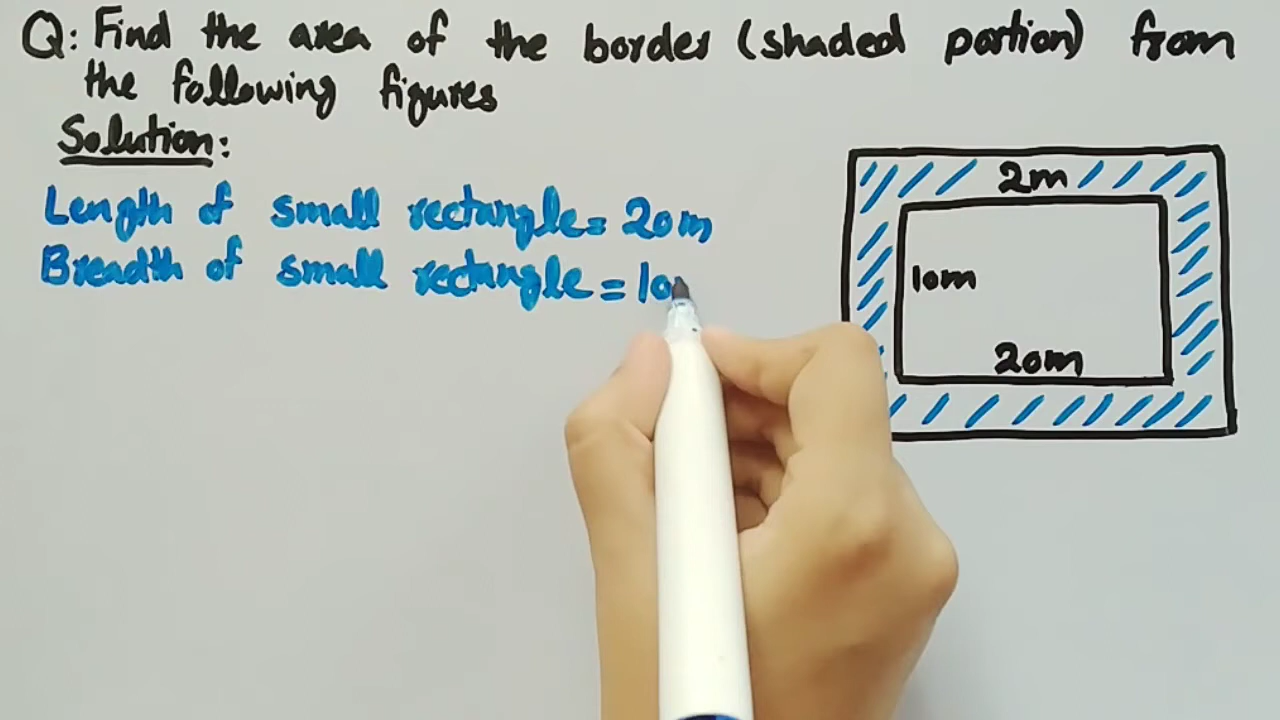 Q: Find the area of the border (shaded portion) from
the following figures
Solution:
Length of small rectangle= 20m
Breadth of small rectangle = 10
2m
10m
20m